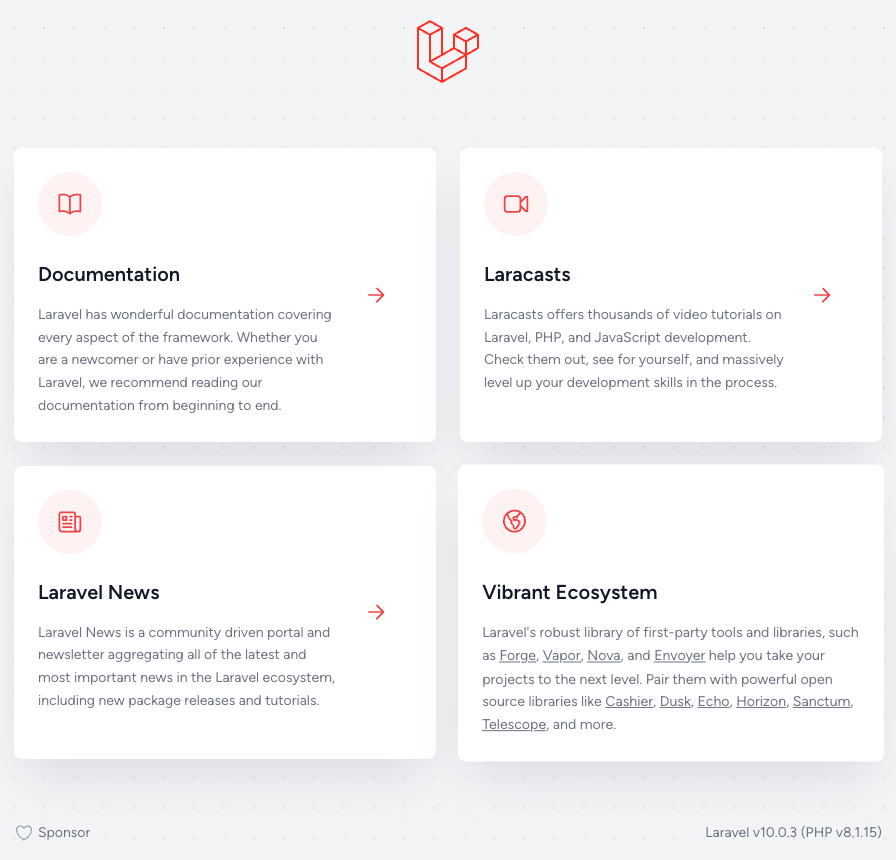 Documentation
Laravel has wonderful documentation covering
every aspect of the framework. Whether you
are a newcomer or have prior experience with
Laravel, we recommend reading our
documentation from beginning to end.
Laracasts
Laracasts offers thousands of video tutorials on
Laravel, PHP, and JavaScript development.
Check them out, see for yourself, and massively
level up your development skills in the process.
Laravel News
Laravel News is a community driven portal and
newsletter aggregating all of the latest and
most important news in the Laravel ecosystem,
including new package releases and tutorials.
Vibrant Ecosystem
Laravel's robust library of first-party tools and libraries, such
as Forge, Vapor, Nova, and Envoyer help you take your
projects to the next level. Pair them with powerful open
source libraries like Cashier, Dusk, Echo, Horizon, Sanctum,
Telescope, and more.
Sponsor
Laravel v10.0.3 (PHP v8.1.15)